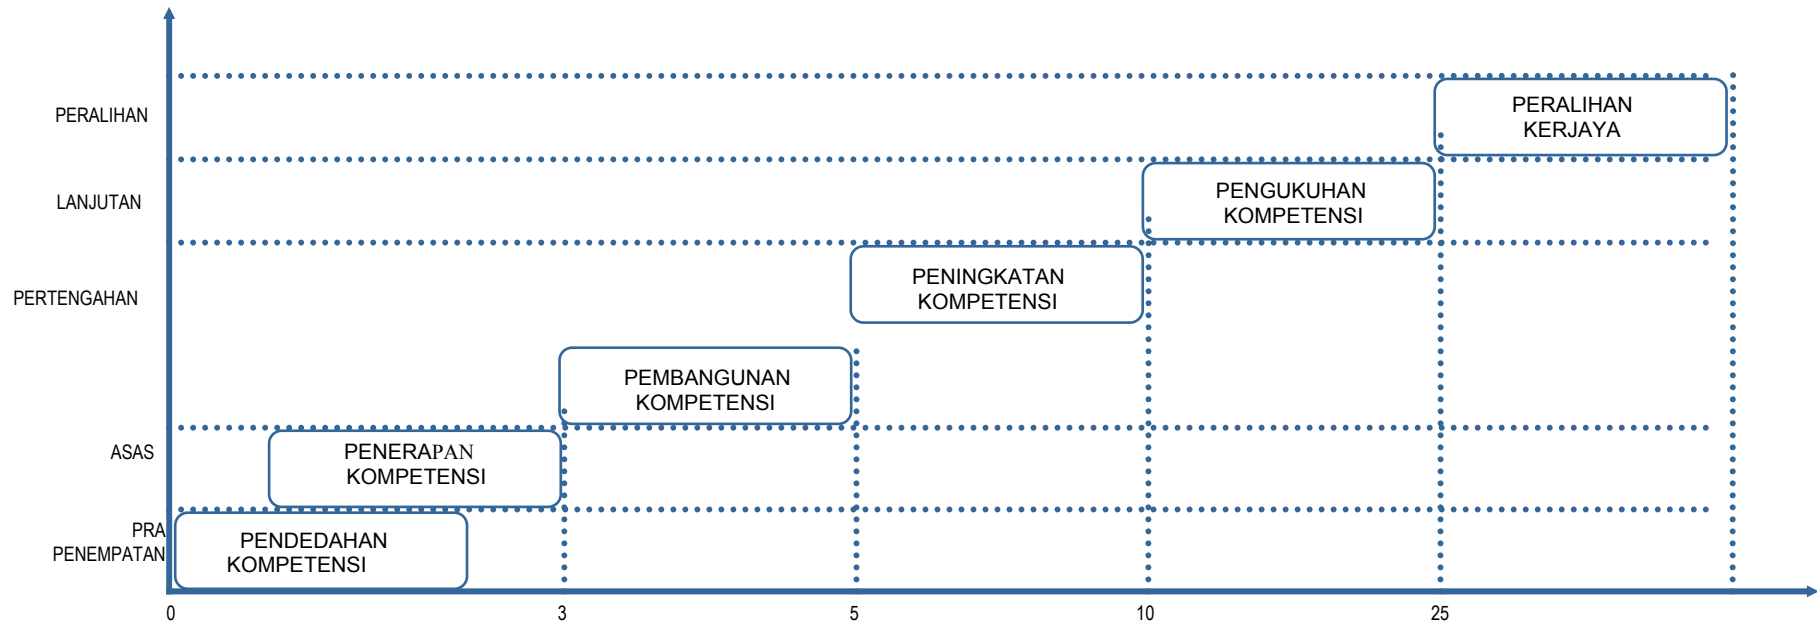 PERALIHAN
PERALIHAN
KERJAYA
LANJUTAN
PENGUKUHAN
KOMPETENSI
PERTENGAHAN
PENINGKATAN
KOMPETENSI
PEMBANGUNAN
KOMPETENSI
ASAS
PENERAPAN
KOMPETENSI
PRA
PENEMPATAN
PENDEDAHAN
KOMPETENSI
0 3 5 10 25